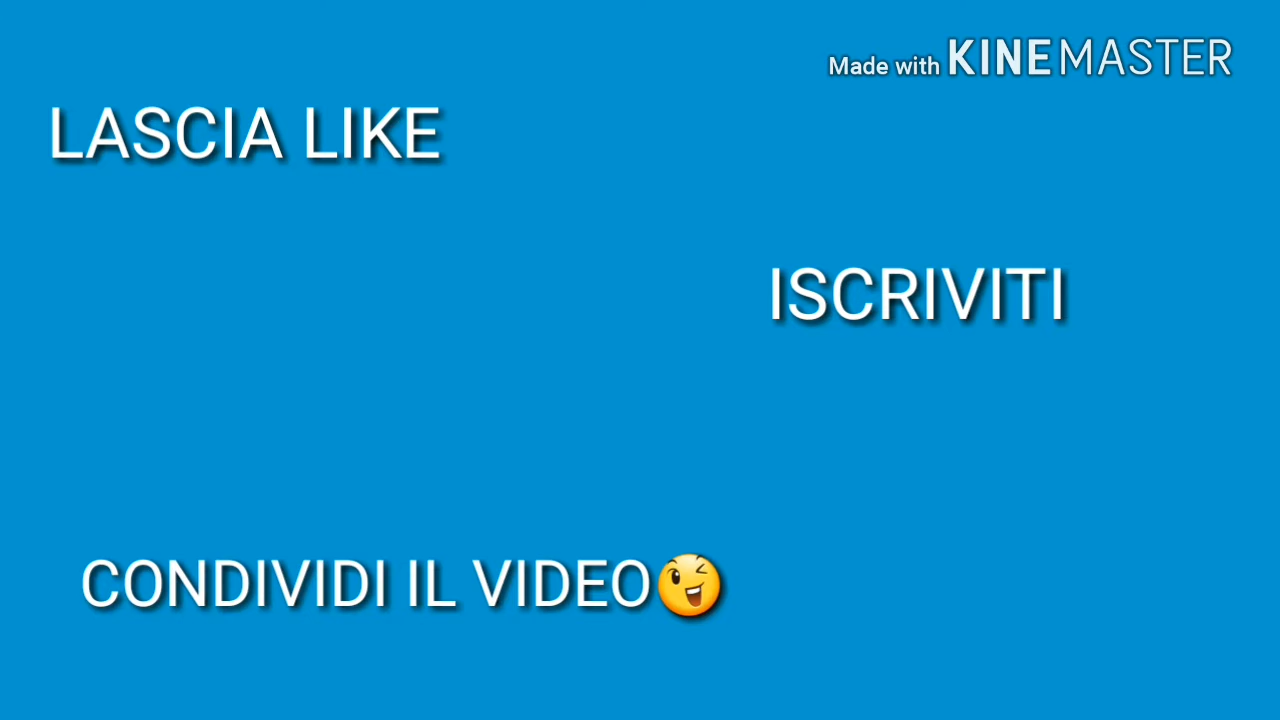 Made with KINEMASTER
LASCIA LIKE
ISCRIVITI
CONDIVIDI IL VIDEO😉